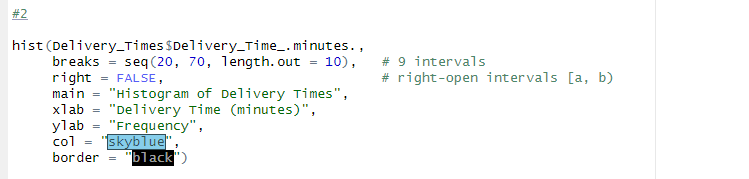 #2
hist(Delivery_Times$Delivery_Time_.minutes.,
     breaks = seq(20, 70, length.out = 10),   # 9 intervals
     right = FALSE,                           # right-open intervals [a, b)
     main = "Histogram of Delivery Times",
     xlab = "Delivery Time (minutes)",
     ylab = "Frequency",
     col = "skyblue",
     border = "black")